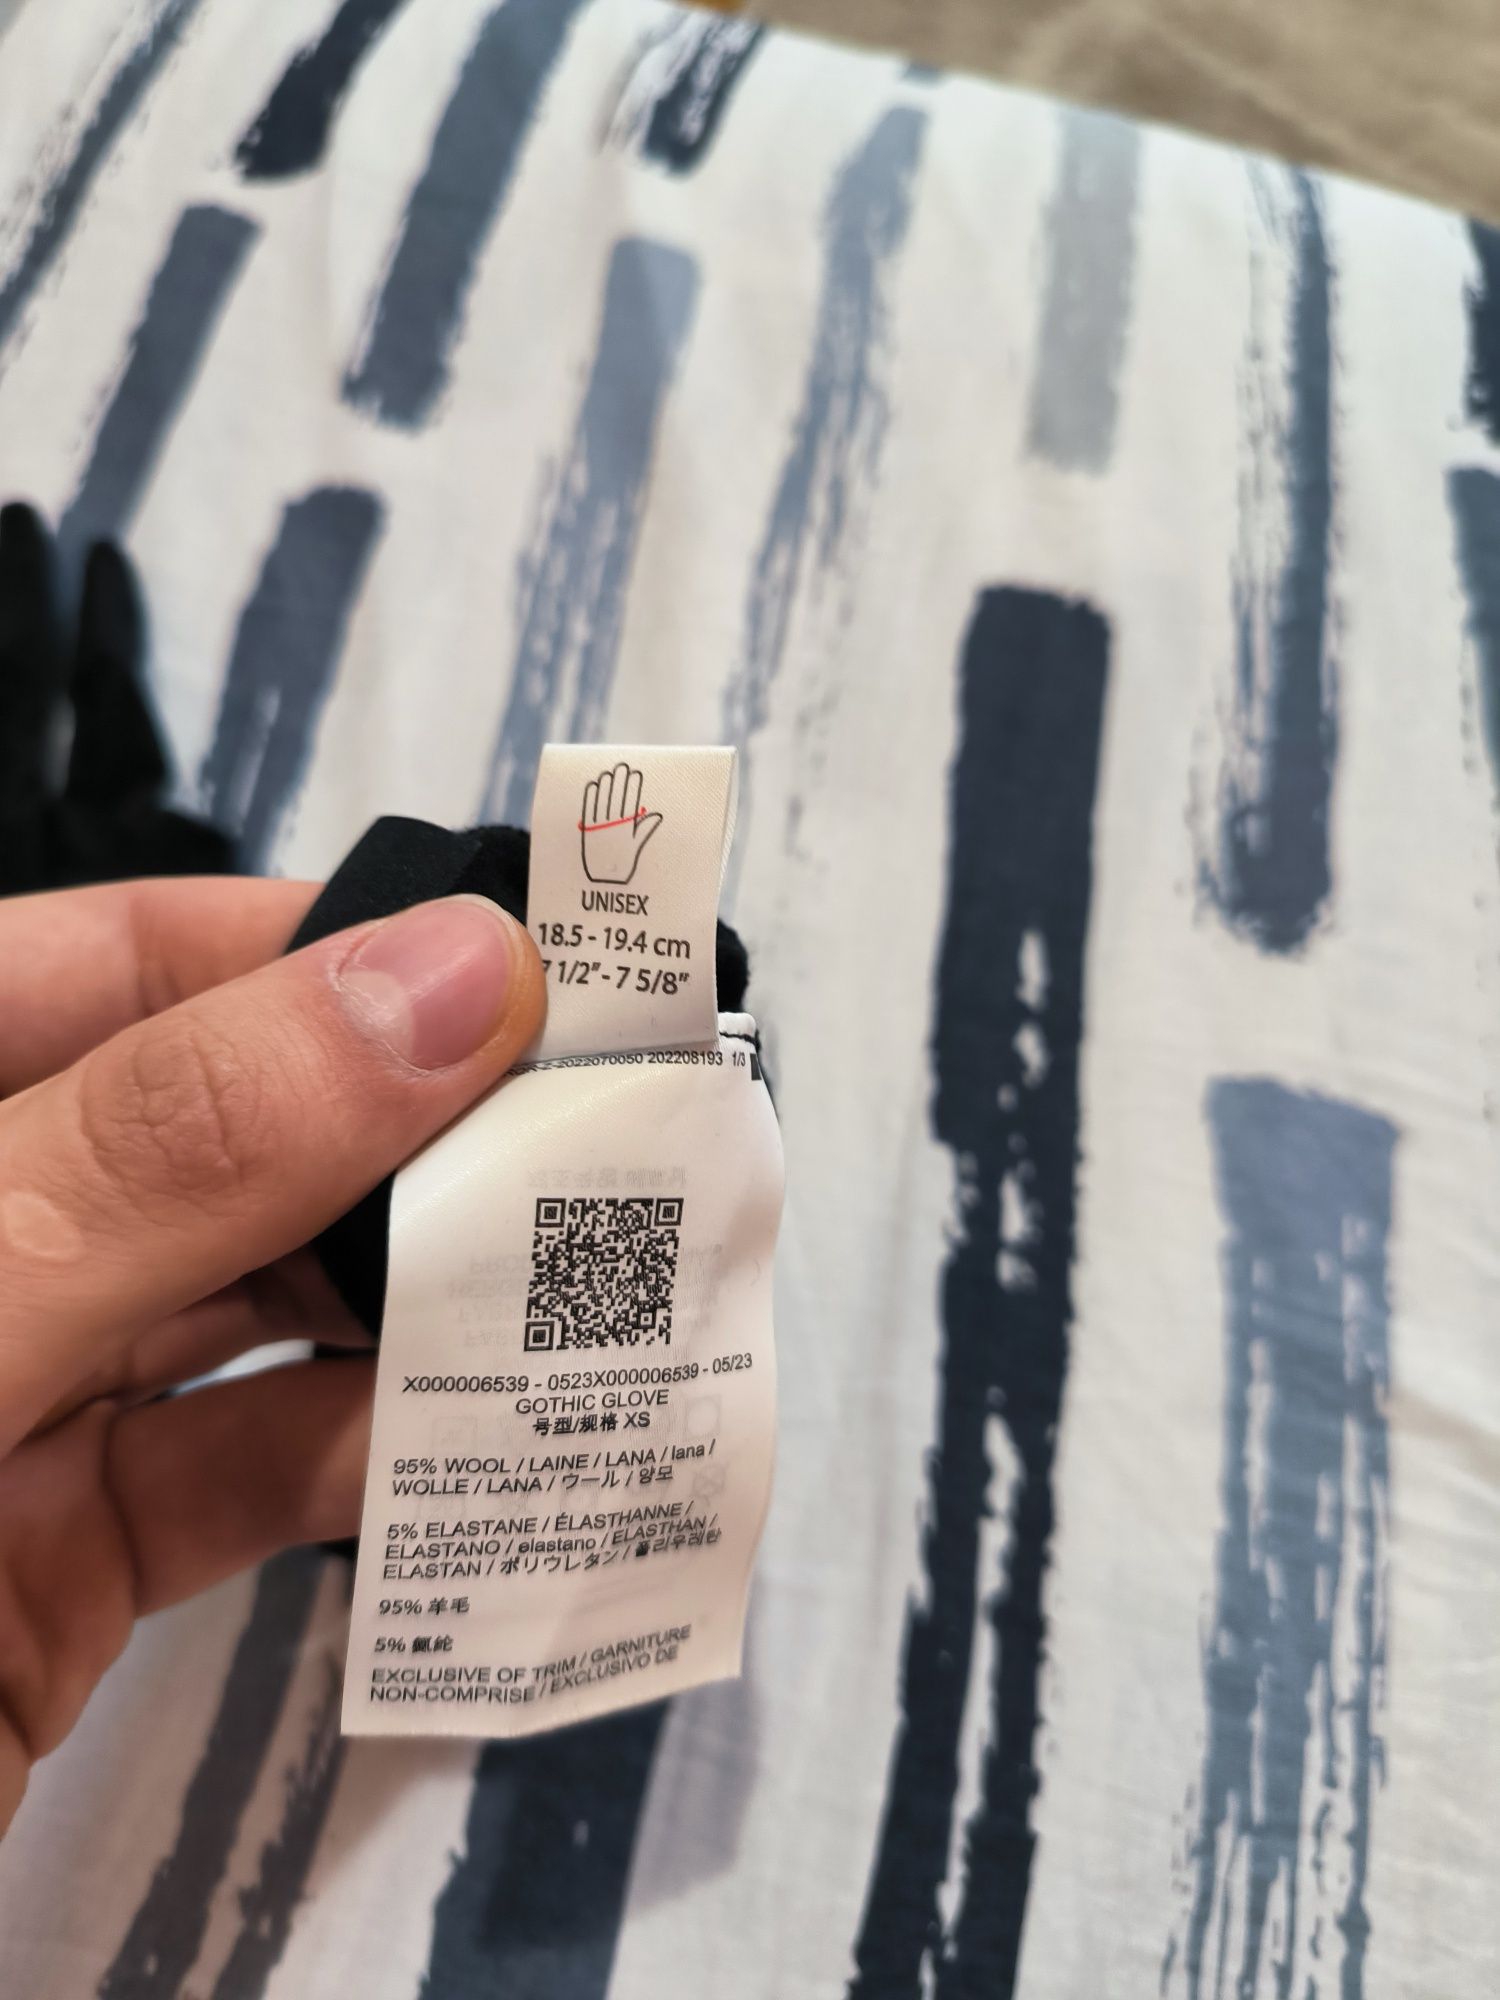 UNISEX
18.5 - 19.4 cm
1/2" - 7 5/8"
2022070050 202208193 1/3
X000006539 - 0523X000006539 - 05/23
GOTHIC GLOVE
号型/规格 XS
95% WOOL / LAINE / LANA / lana /
WOLLE / LANA / ウール / 양모
5% ELASTANE / ÉLASTHANNE /
ELASTANO / elastano / ELASTHAN /
ELASTAN / ポリウレタン / 폴리우레탄
95% 羊毛
5% 氨纶
EXCLUSIVE OF TRIM / GARNITURE
NON-COMPRISE / EXCLUSIVO DE